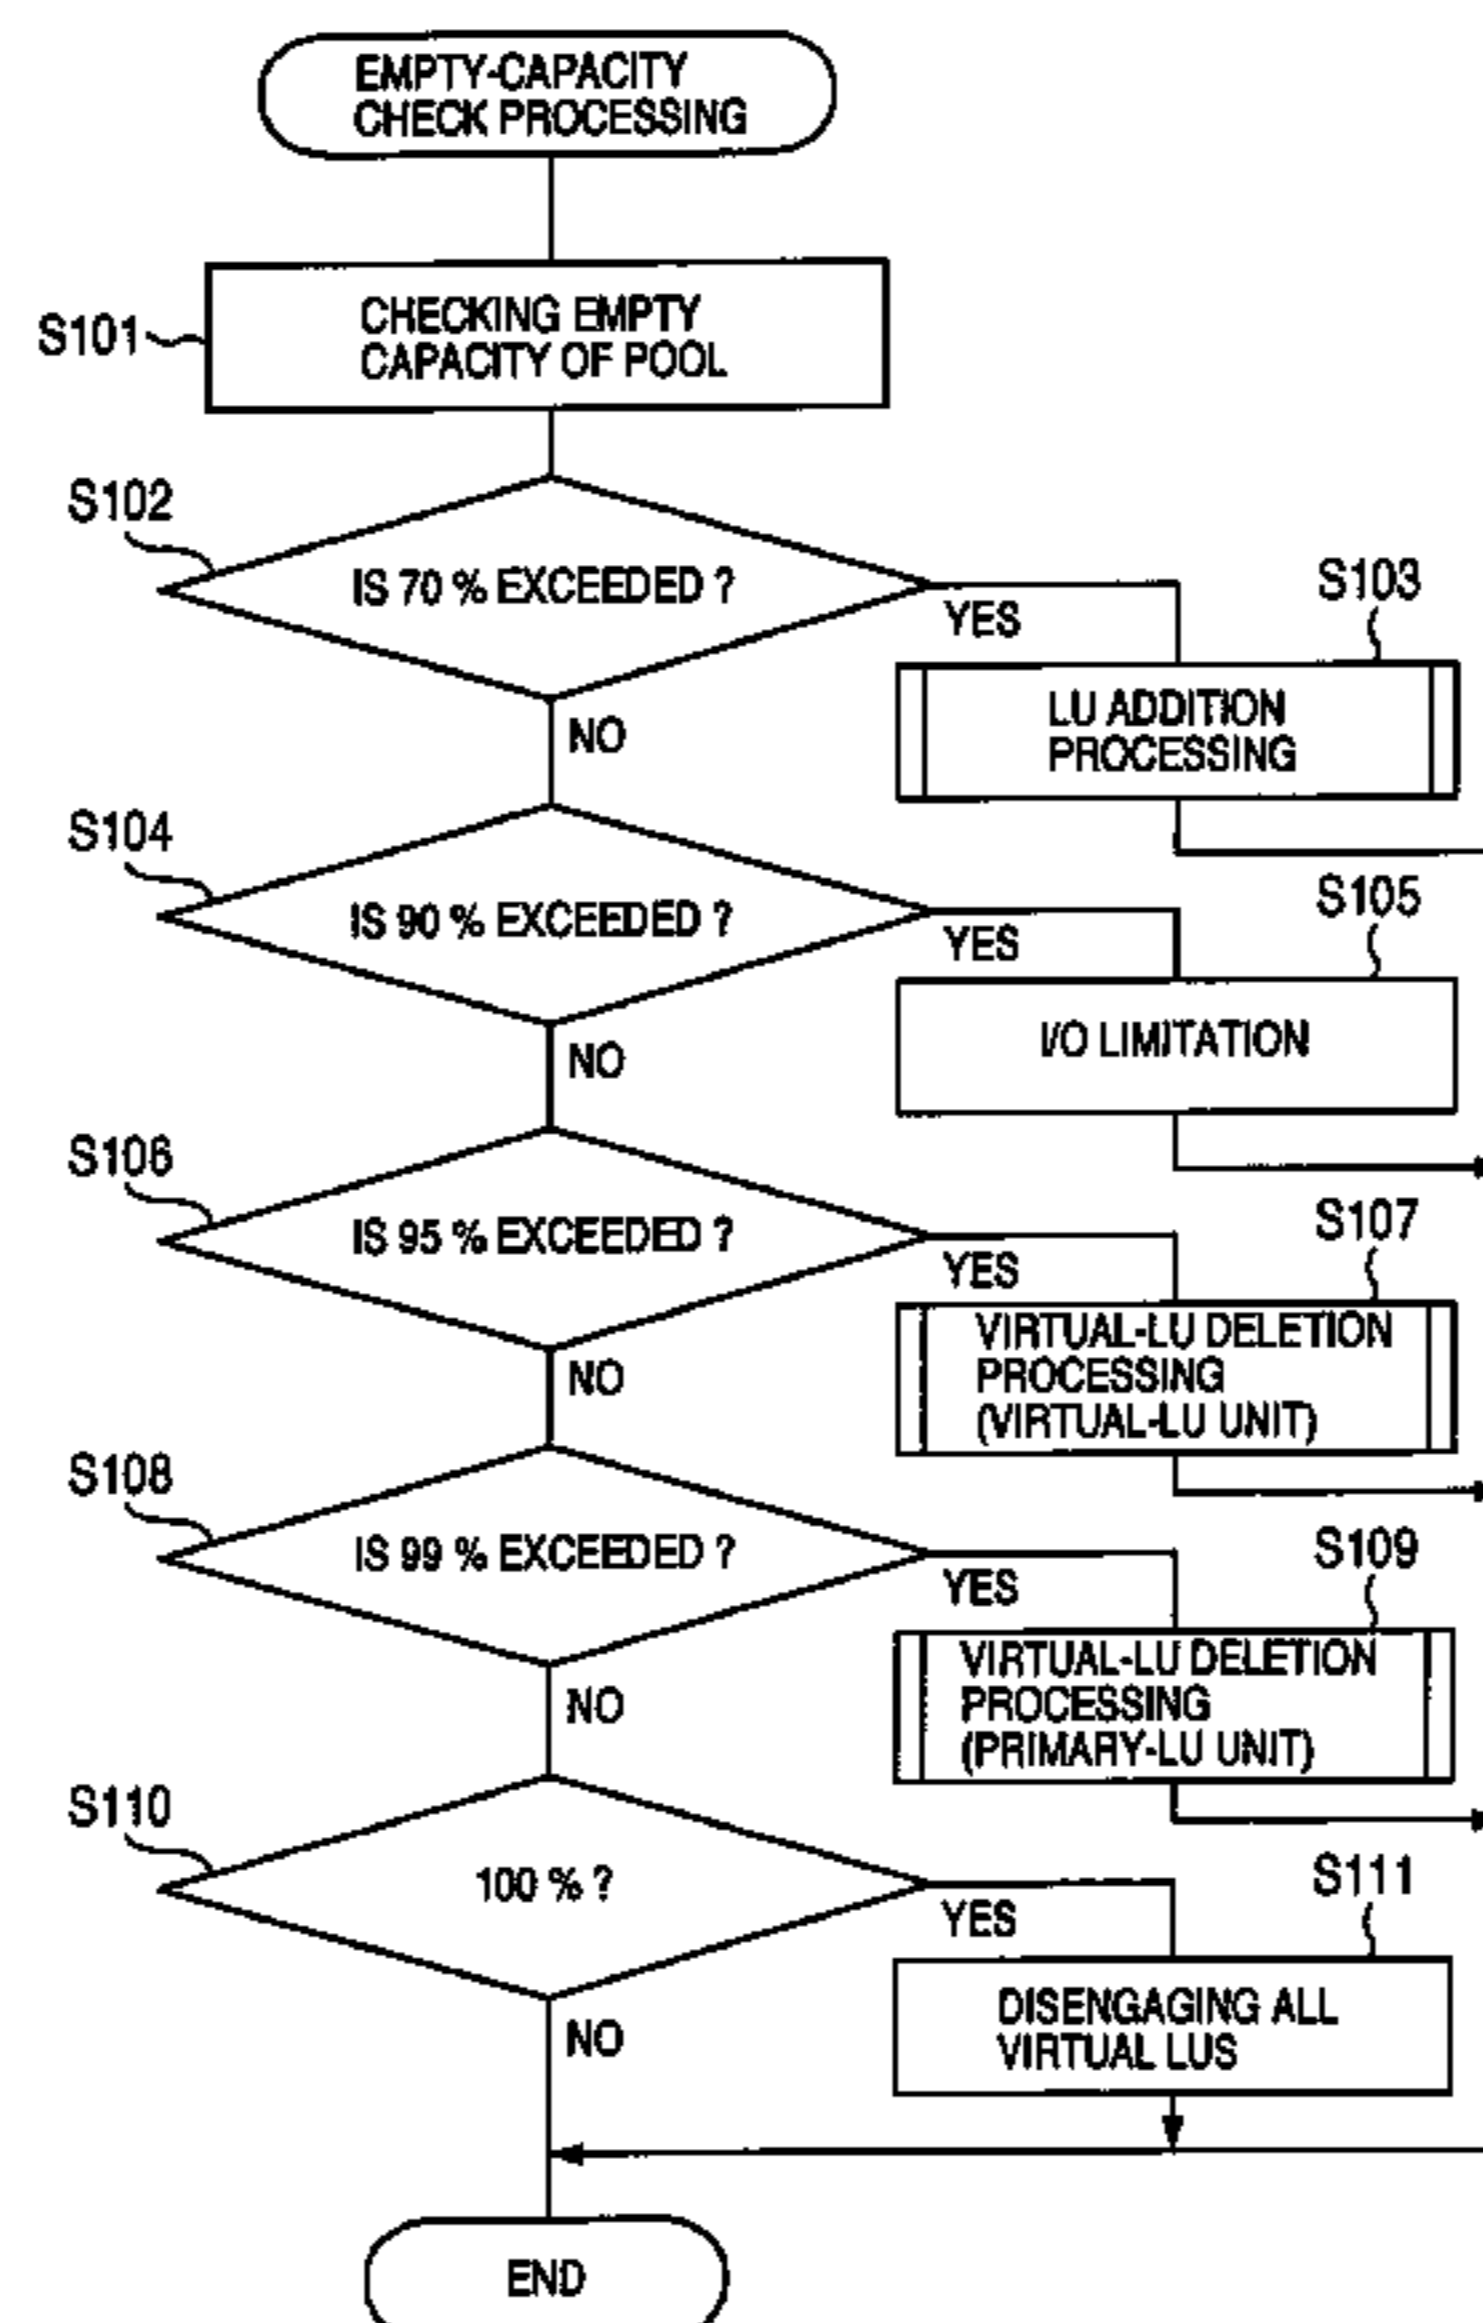 EMPTY-CAPACITY
CHECK PROCESSING
S101
CHECKING EMPTY
CAPACITY OF POOL
S102
IS 70 % EXCEEDED ?
YES
NO
S103
LU ADDITION
PROCESSING
S104
IS 90 % EXCEEDED ?
YES
NO
S105
I/O LIMITATION
S106
IS 95 % EXCEEDED ?
YES
NO
S107
VIRTUAL-LU DELETION
PROCESSING
(VIRTUAL-LU UNIT)
S108
IS 99 % EXCEEDED ?
YES
NO
S109
VIRTUAL-LU DELETION
PROCESSING
(PRIMARY-LU UNIT)
S110
100 % ?
YES
NO
S111
DISENGAGING ALL
VIRTUAL LUS
END